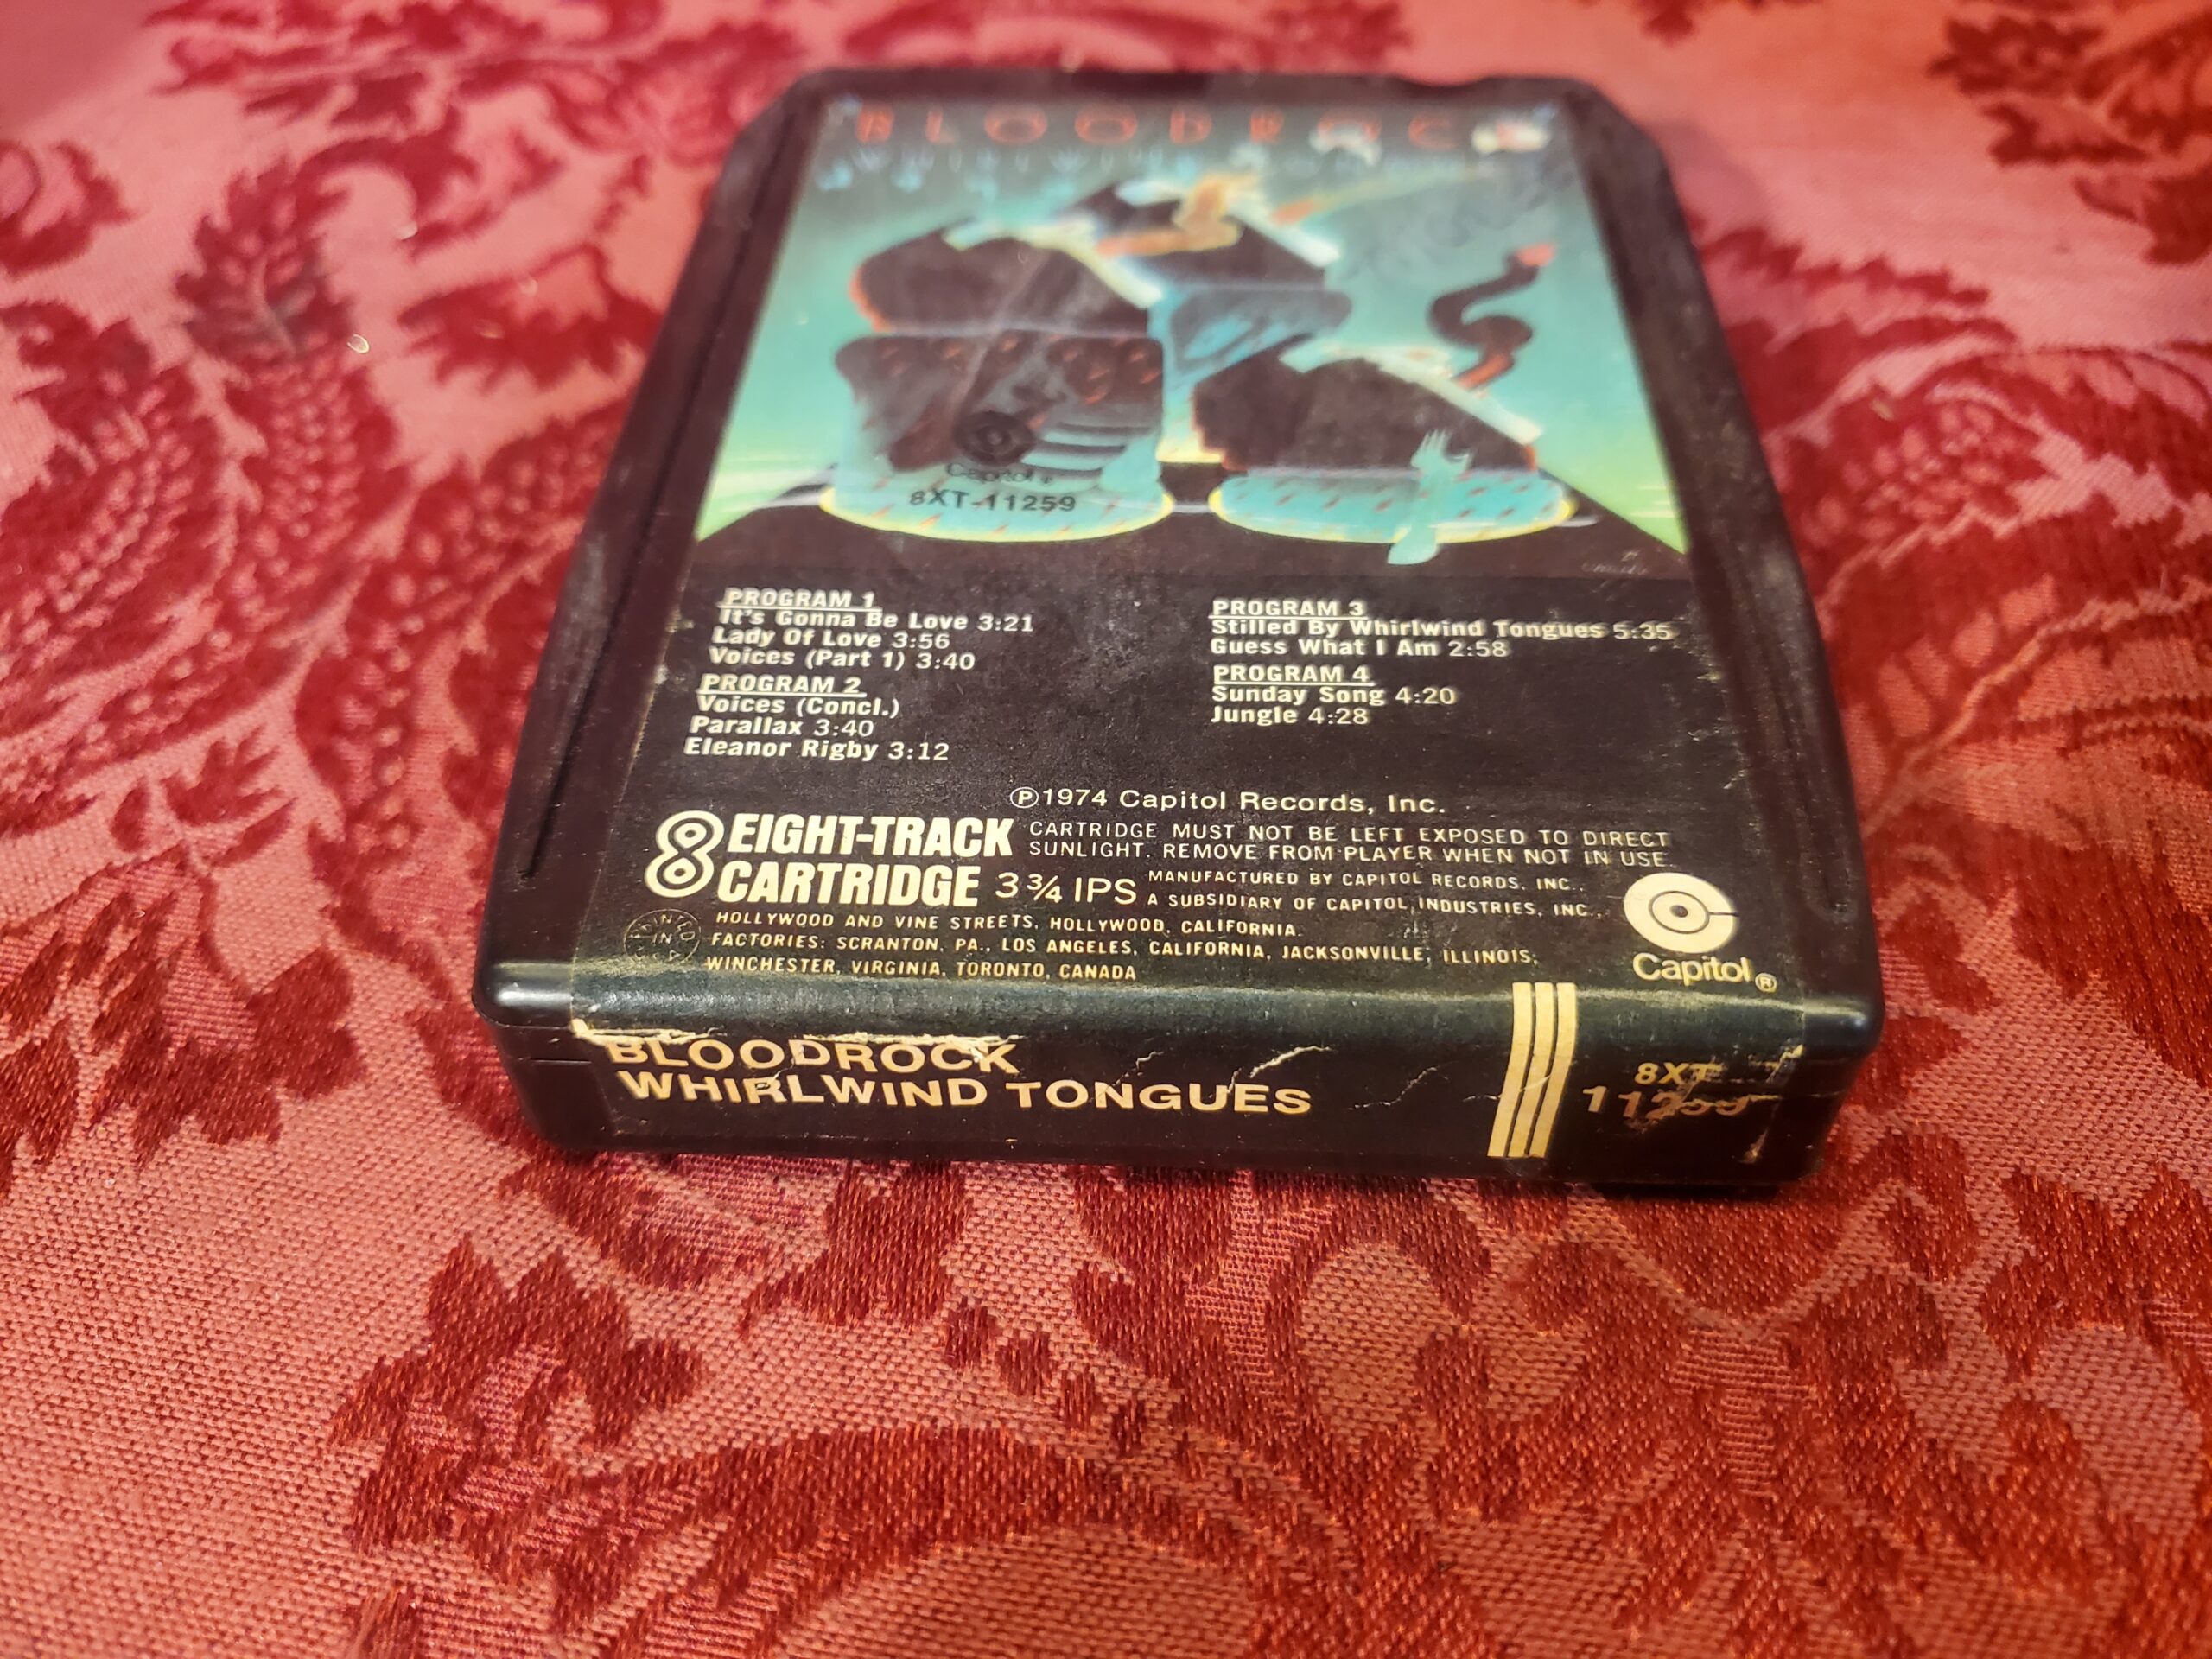 BLOODROCK
WHIRLWIND TONGUES
Capitol ®
8XT-11259
PROGRAM 1
It's Gonna Be Love 3:21
Lady Of Love 3:56
Voices (Part 1) 3:40
PROGRAM 2
Voices (Concl.)
Parallax 3:40
Eleanor Rigby 3:12
PROGRAM 3
Stilled By Whirlwind Tongues 5:35
Guess What I Am 2:58
PROGRAM 4
Sunday Song 4:20
Jungle 4:28
℗1974 Capitol Records, Inc.
8 EIGHT-TRACK
CARTRIDGE 3¾ IPS
CARTRIDGE MUST NOT BE LEFT EXPOSED TO DIRECT
SUNLIGHT. REMOVE FROM PLAYER WHEN NOT IN USE.
MANUFACTURED BY CAPITOL RECORDS, INC.,
A SUBSIDIARY OF CAPITOL INDUSTRIES, INC.,
HOLLYWOOD AND VINE STREETS, HOLLYWOOD, CALIFORNIA.
FACTORIES: SCRANTON, PA., LOS ANGELES, CALIFORNIA, JACKSONVILLE, ILLINOIS,
WINCHESTER, VIRGINIA, TORONTO, CANADA
PRINTED IN
Capitol ®
BLOODROCK
WHIRLWIND TONGUES
8XT
11259